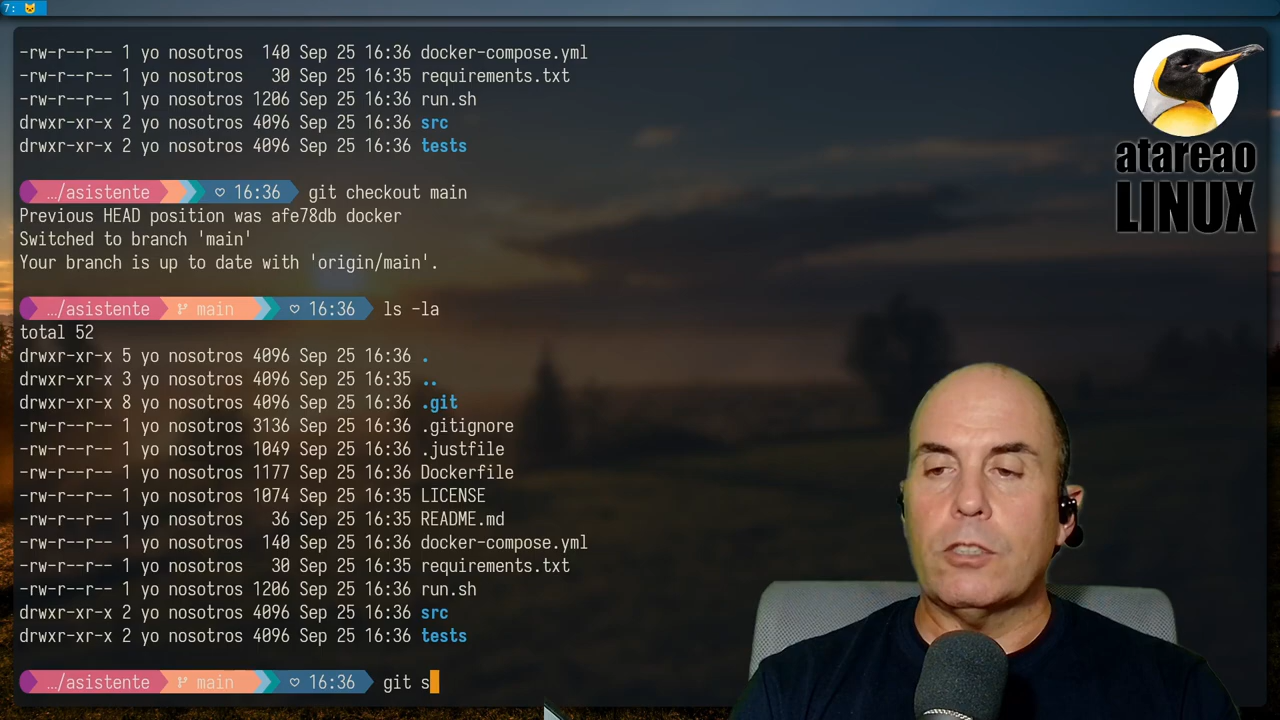 7:
-rw-r--r-- 1 yo nosotros  140 Sep 25 16:36 docker-compose.yml
-rw-r--r-- 1 yo nosotros   30 Sep 25 16:35 requirements.txt
-rw-r--r-- 1 yo nosotros 1206 Sep 25 16:36 run.sh
drwxr-xr-x 2 yo nosotros 4096 Sep 25 16:36 src
drwxr-xr-x 2 yo nosotros 4096 Sep 25 16:36 tests
…/asistente ♡ 16:36 git checkout main
Previous HEAD position was afe78db docker
Switched to branch 'main'
Your branch is up to date with 'origin/main'.
…/asistente main ♡ 16:36 ls -la
total 52
drwxr-xr-x 5 yo nosotros 4096 Sep 25 16:36 .
drwxr-xr-x 3 yo nosotros 4096 Sep 25 16:35 ..
drwxr-xr-x 8 yo nosotros 4096 Sep 25 16:36 .git
-rw-r--r-- 1 yo nosotros 3136 Sep 25 16:36 .gitignore
-rw-r--r-- 1 yo nosotros 1049 Sep 25 16:35 .justfile
-rw-r--r-- 1 yo nosotros 1177 Sep 25 16:36 Dockerfile
-rw-r--r-- 1 yo nosotros 1074 Sep 25 16:35 LICENSE
-rw-r--r-- 1 yo nosotros   36 Sep 25 16:35 README.md
-rw-r--r-- 1 yo nosotros  140 Sep 25 16:36 docker-compose.yml
-rw-r--r-- 1 yo nosotros   30 Sep 25 16:35 requirements.txt
-rw-r--r-- 1 yo nosotros 1206 Sep 25 16:36 run.sh
drwxr-xr-x 2 yo nosotros 4096 Sep 25 16:36 src
drwxr-xr-x 2 yo nosotros 4096 Sep 25 16:36 tests
…/asistente main ♡ 16:36 git s
atareao
LINUX